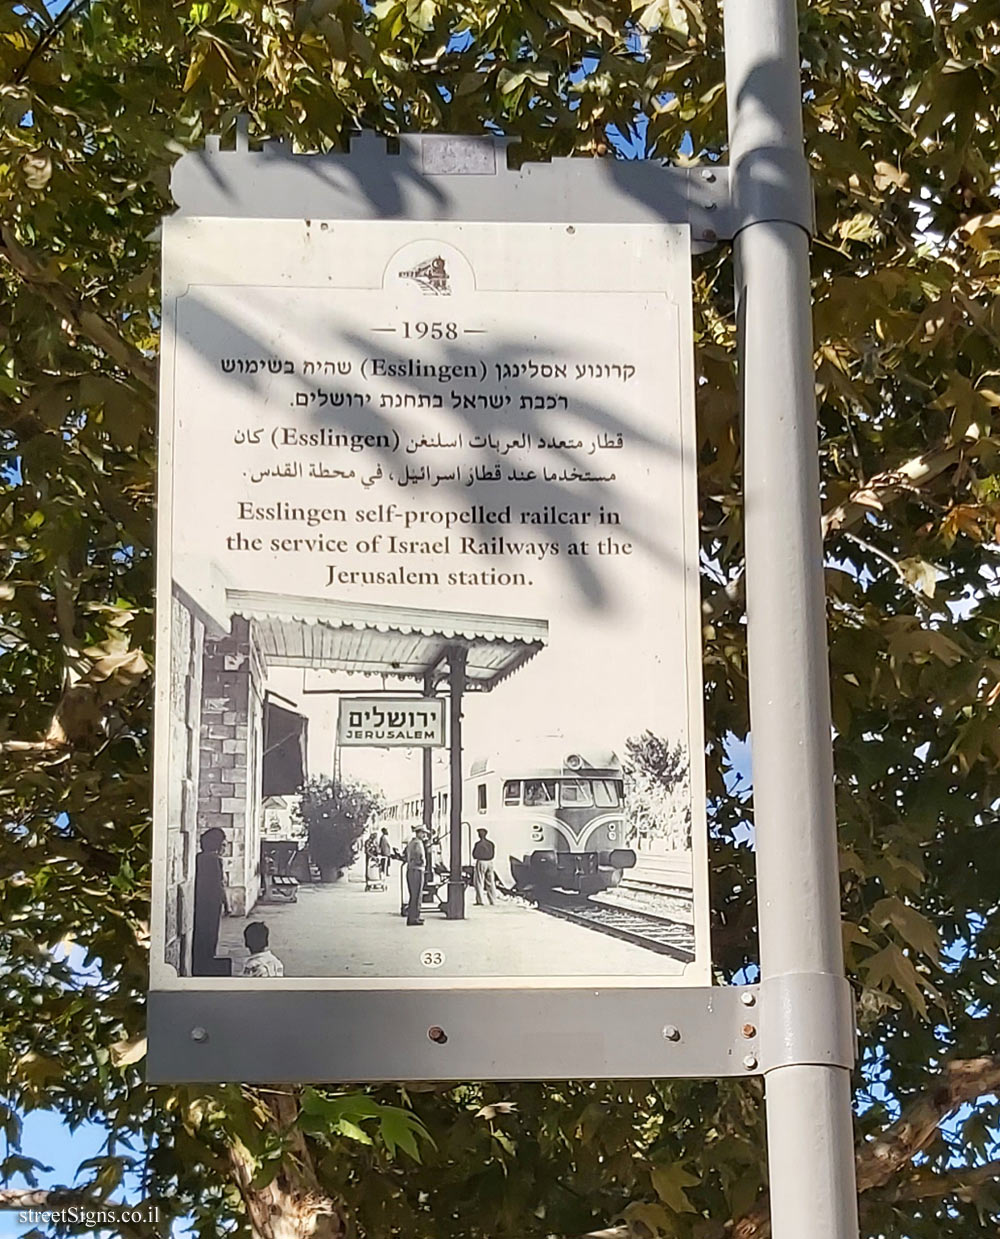 — 1958 —
קרונוע אסלינגן (Esslingen) שהיה בשימוש
רכבת ישראל בתחנת ירושלים.
قطار متعدد العربات اسلنغن (Esslingen) كان
مستخدما عند قطار اسرائيل، في محطة القدس.
Esslingen self-propelled railcar in
the service of Israel Railways at the
Jerusalem station.
ירושלים
JERUSALEM
33
streetSigns.co.il